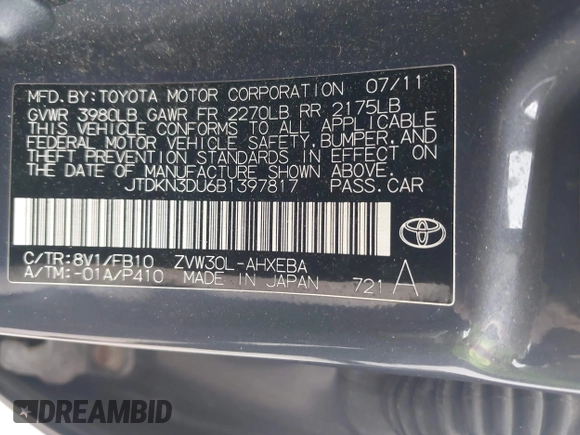 MFD. BY: TOYOTA MOTOR CORPORATION 07/11
GVWR 3980LB GAWR FR 2270LB RR 2175LB
THIS VEHICLE CONFORMS TO ALL APPLICABLE
FEDERAL MOTOR VEHICLE SAFETY, BUMPER, AND
THEFT PREVENTION STANDARDS IN EFFECT ON
THE DATE OF MANUFACTURE SHOWN ABOVE.
JTDKN3DU6B1397817 PASS. CAR
C/TR: 8V1/FB10 ZVW30L-AHXEBA
A/TM: -01A/P410 MADE IN JAPAN 721 A
DREAMBID